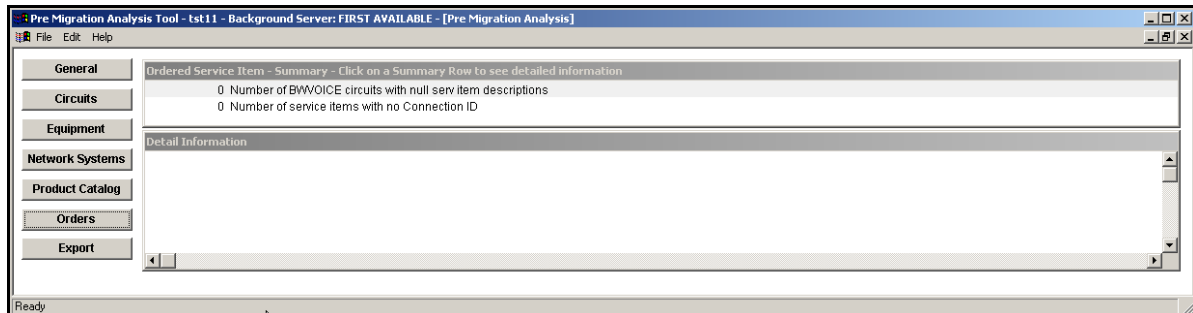 Pre Migration Analysis Tool - tst11 - Background Server: FIRST AVAILABLE - [Pre Migration Analysis]
File Edit Help
General
Circuits
Equipment
Network Systems
Product Catalog
Orders
Export
Ordered Service Item - Summary - Click on a Summary Row to see detailed information
0 Number of BWVOICE circuits with null serv item descriptions
0 Number of service items with no Connection ID
Detail Information
Ready